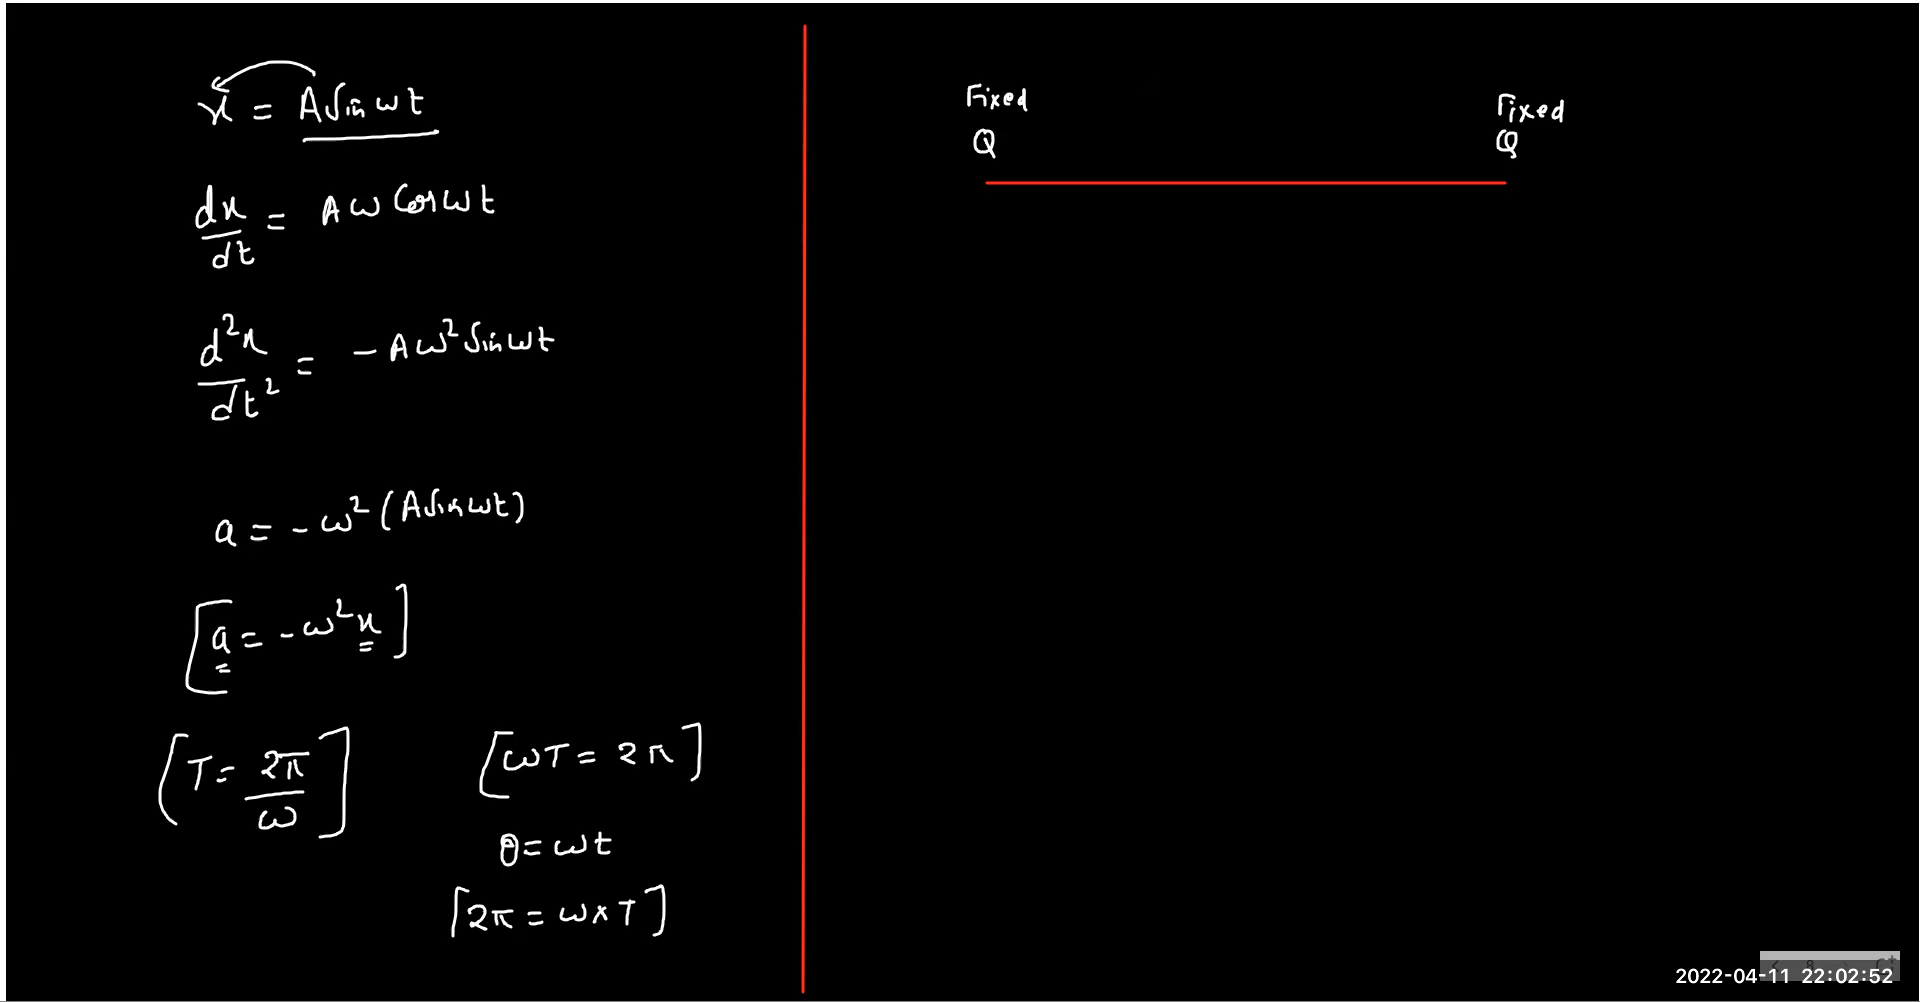 x = A sin ωt
dx/dt = Aω Cos ωt
d²x/dt² = - Aω² sin ωt
a = - ω² (A sin ωt)
[a = - ω² x]
(T = 2π/ω]
[ωT = 2π]
θ = ωt
[2π = ω × T]
Fixed
Q
Fixed
Q
2022-04-11 22:02:52